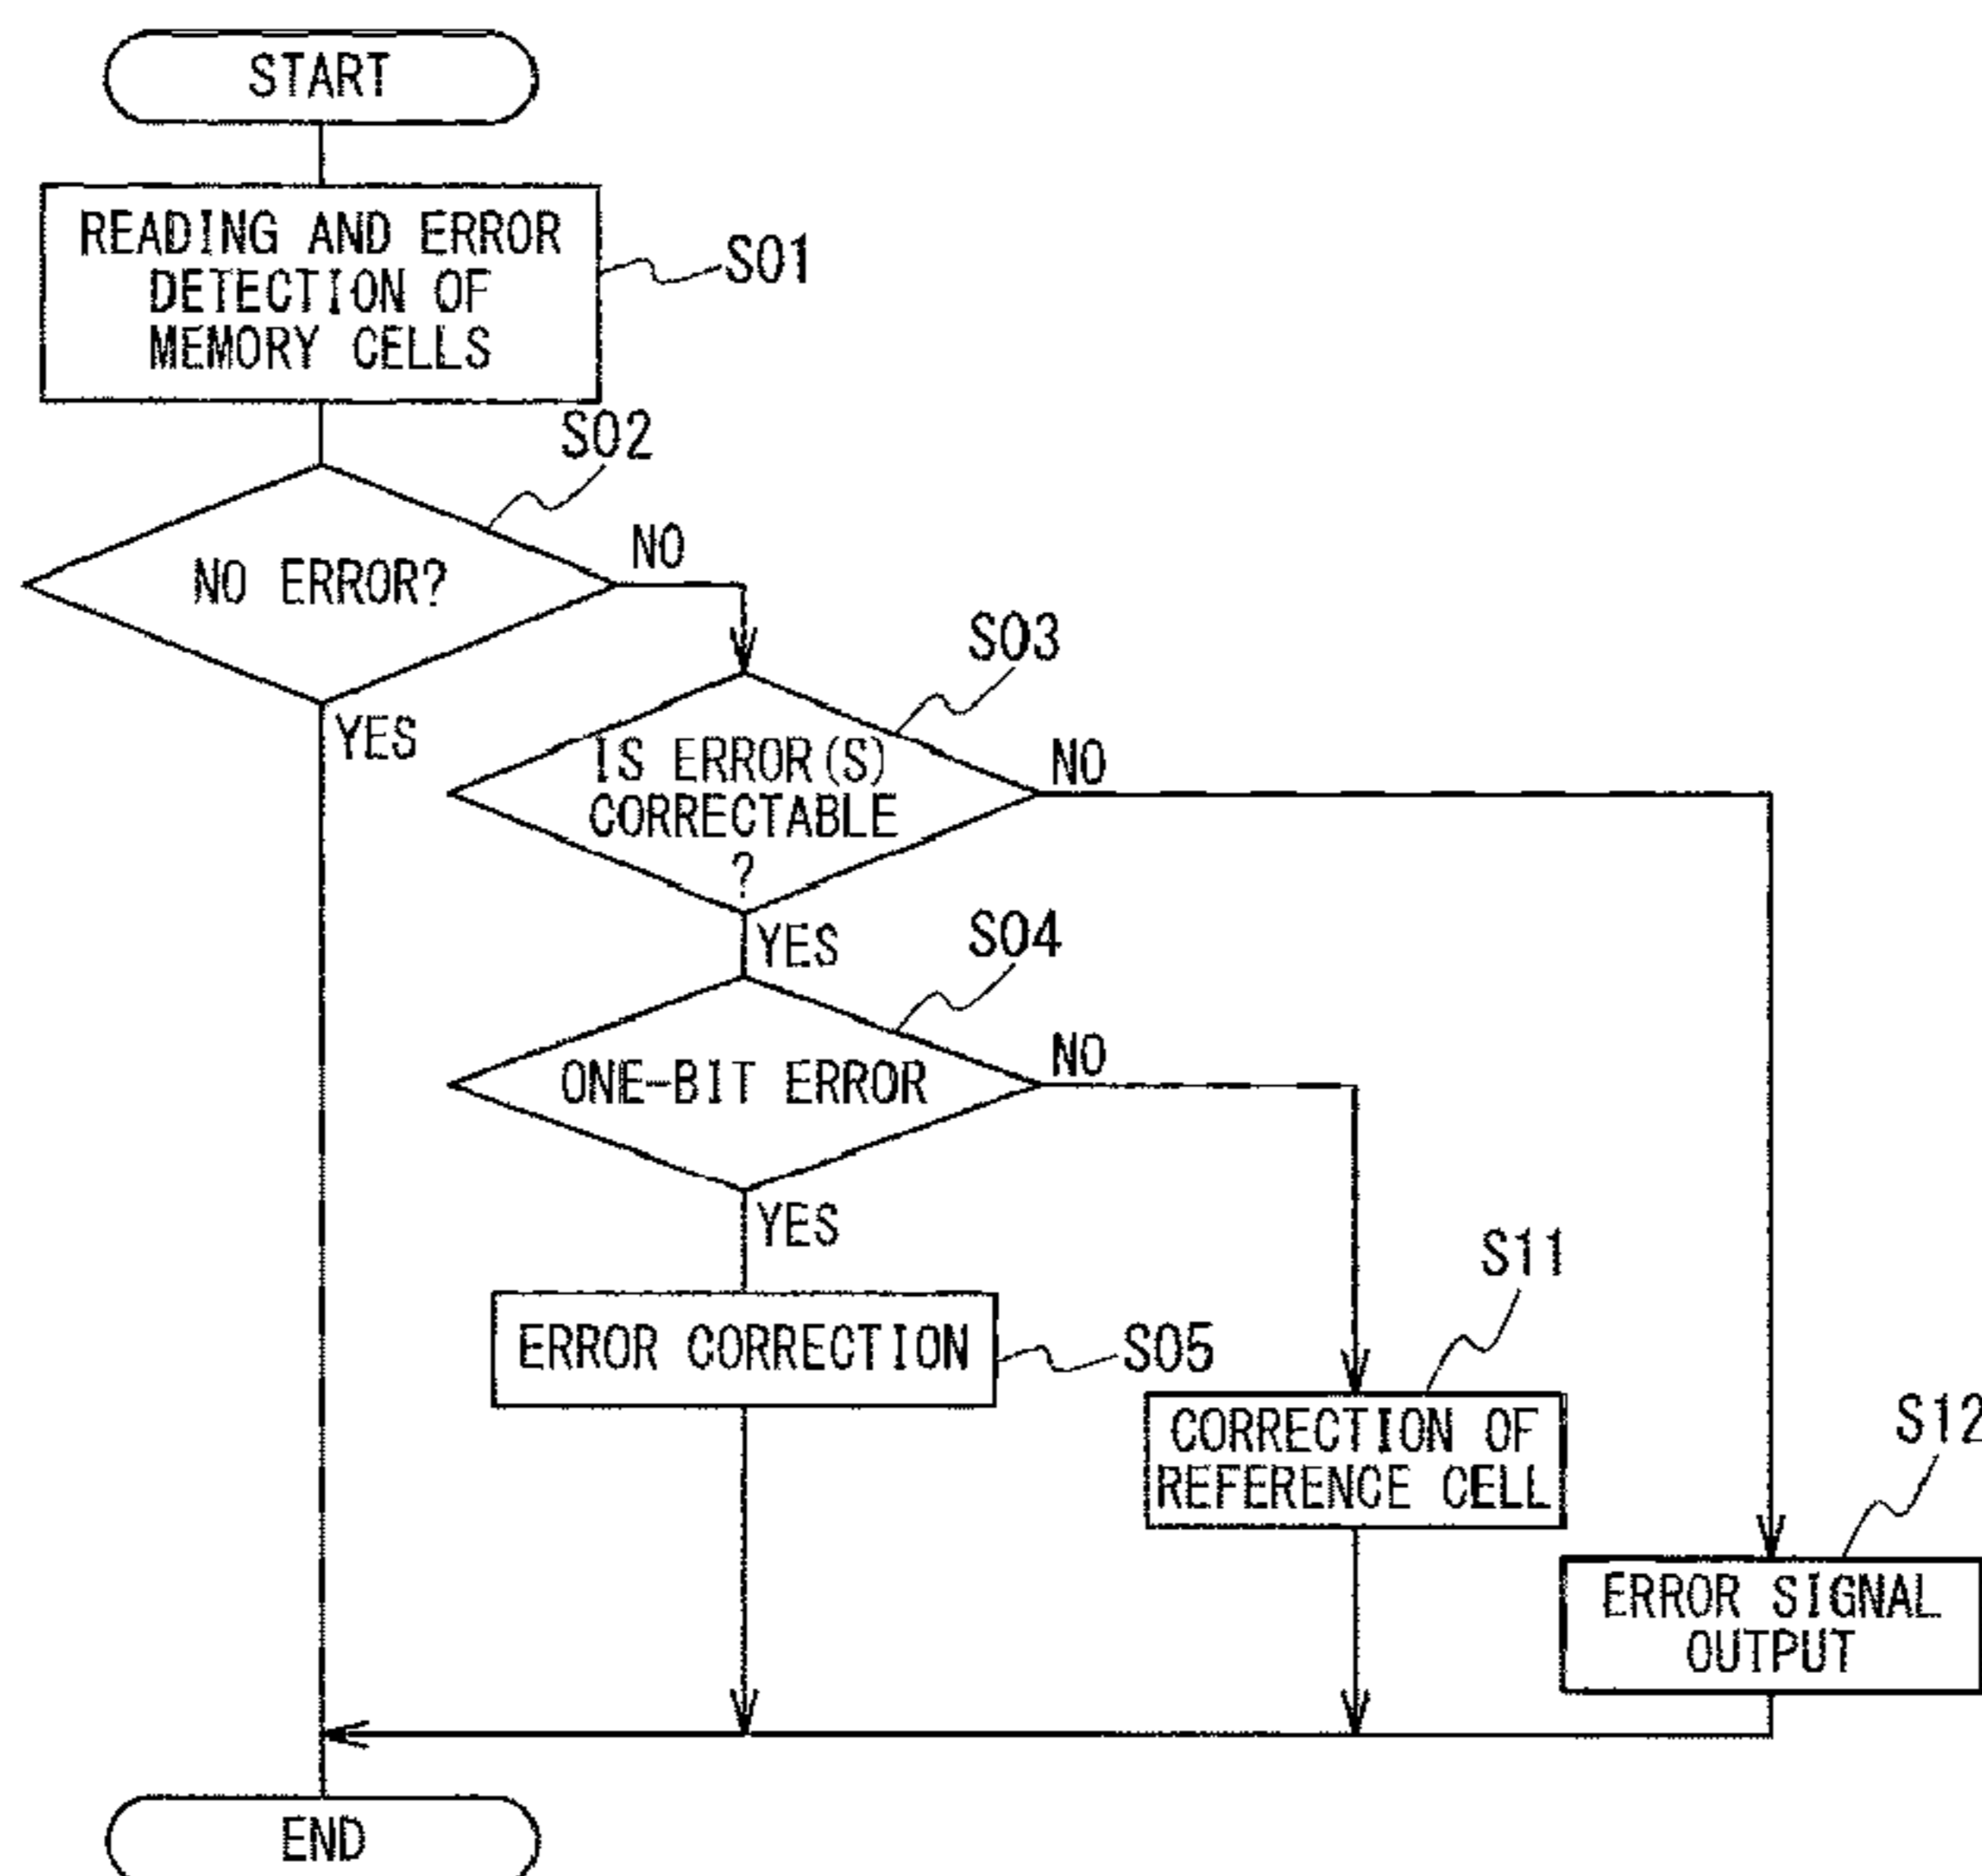 START
READING AND ERROR
DETECTION OF
MEMORY CELLS
S01
S02
NO ERROR?
NO
YES
S03
IS ERROR(S)
CORRECTABLE
?
NO
YES
S04
ONE-BIT ERROR
NO
YES
ERROR CORRECTION
S05
S11
CORRECTION OF
REFERENCE CELL
S12
ERROR SIGNAL
OUTPUT
END